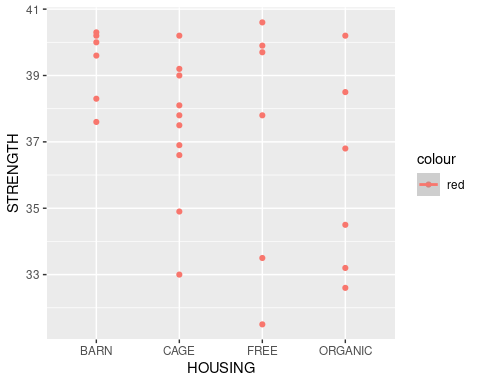 41
39
37
35
33
STRENGTH
BARN CAGE FREE ORGANIC
HOUSING
colour
red